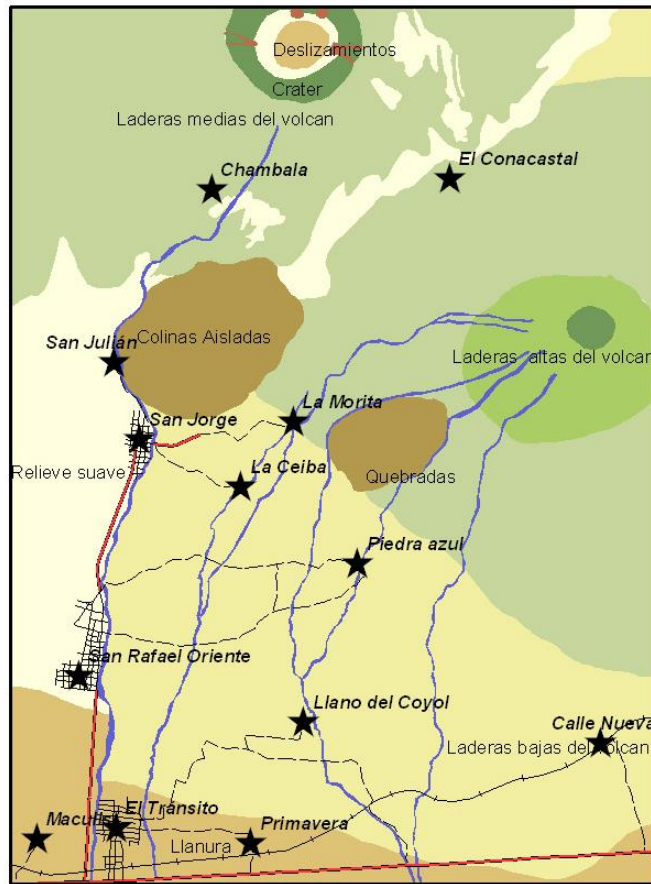 Deslizamientos
Crater
Laderas medias del volcan
Chambala
El Conacastal
Colinas Aisladas
San Julián
Laderas altas del volcan
La Morita
San Jorge
La Ceiba
Relieve suave
Quebradas
Piedra azul
San Rafael Oriente
Llano del Coyol
Calle Nueva
Laderas bajas del volcan
El Tránsito
Primavera
Llanura